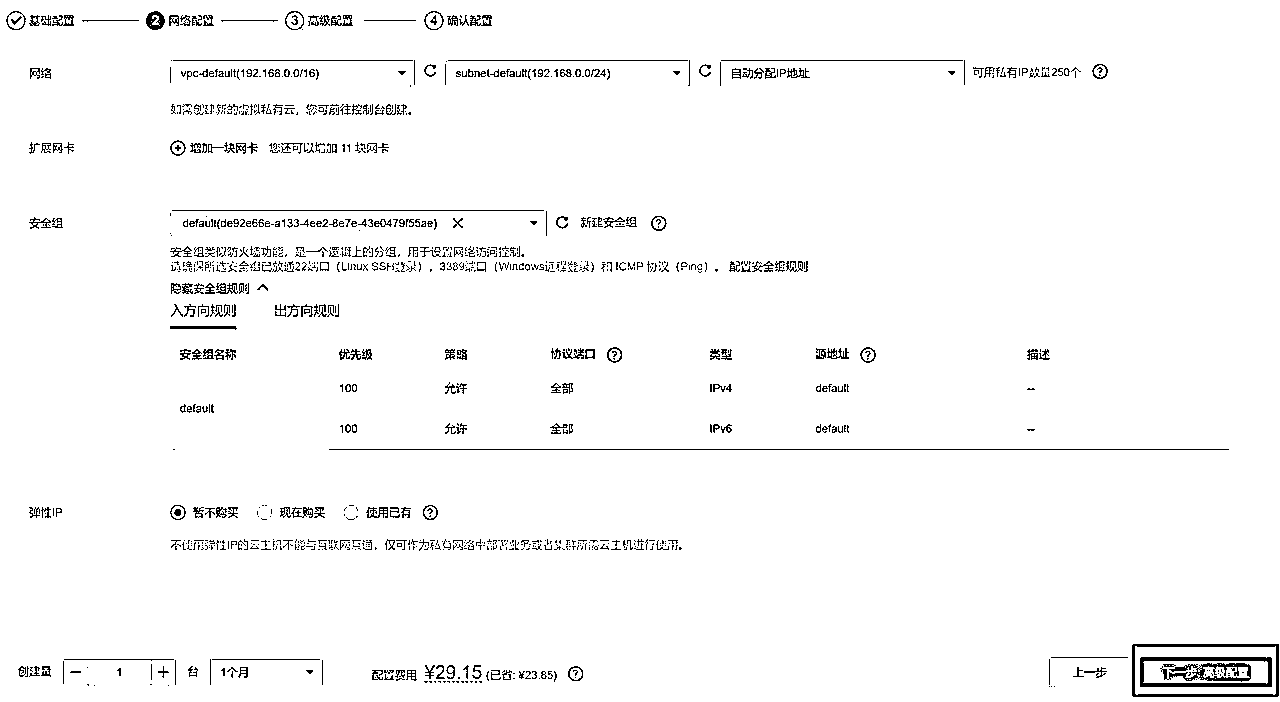 基础配置 2 网络配置 3 高级配置 4 确认配置
网络 vpc-default(192.168.0.0/16) subnet-default(192.168.0.0/24) 自动分配IP地址 可用私有IP数量250个 ?
如需创建新的虚拟私有云，您可前往控制台创建。
扩展网卡 增加一块网卡 您还可以增加 11 块网卡
安全组 default(de92e66e-a133-4ee2-8e7e-43e0479f55ae) 新建安全组 ?
安全组类似防火墙功能，是一个逻辑上的分组，用于设置网络访问控制。
请确保所选安全组已放通22端口（Linux SSH登录），3389端口（Windows远程登录）和 ICMP 协议（Ping）。 配置安全组规则
隐藏安全组规则
入方向规则 出方向规则
安全组名称 优先级 策略 协议端口 ? 类型 源地址 ? 描述
100 允许 全部 IPv4 default --
default
100 允许 全部 IPv6 default --
弹性IP 暂不购买 现在购买 使用已有 ?
不使用弹性IP的云主机不能与互联网互通，仅可作为私有网络中部署业务或者集群所需云主机进行使用。
创建量 1 台 1个月 配置费用 ¥29.15 (已省: ¥23.85) ? 上一步 下一步:高级配置